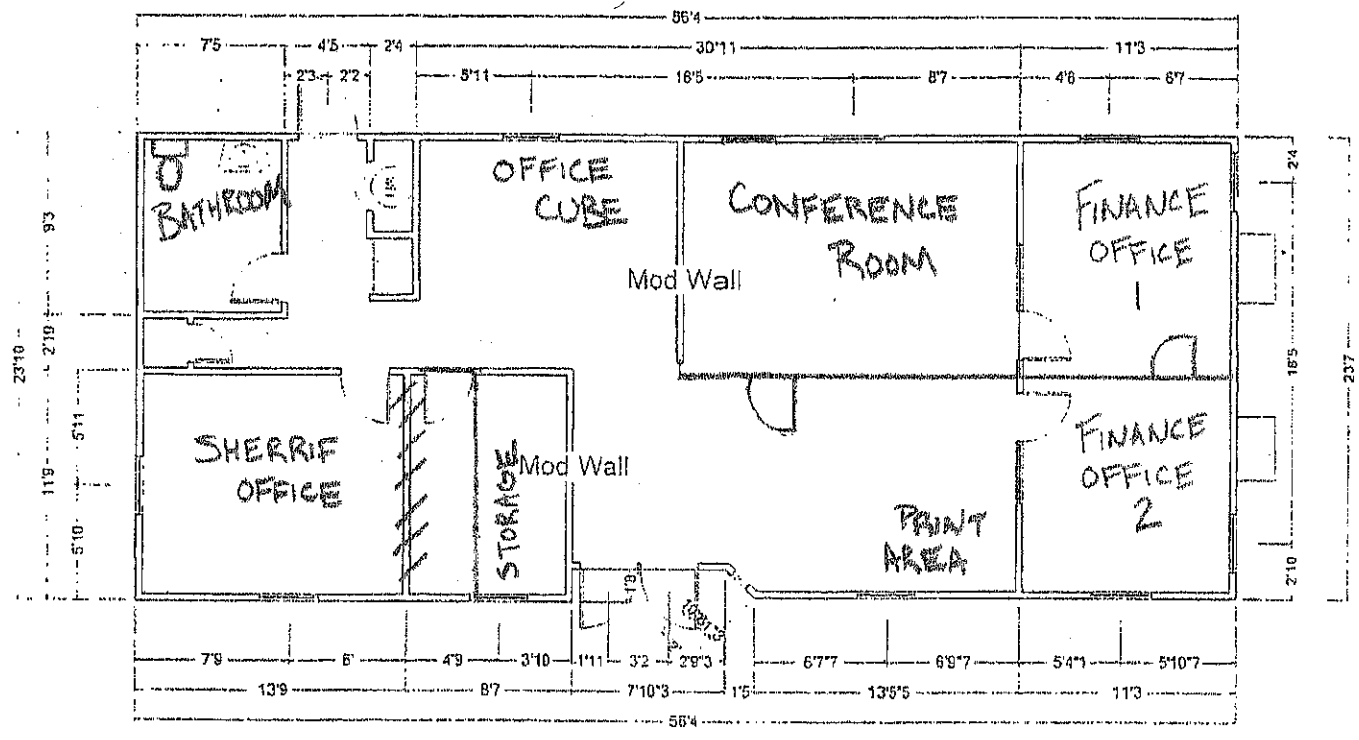 56'4
7'5 4'5 2'4 30'11 11'3
2'3 2'2 5'11 16'5 8'7 4'6 6'7
BATHROOM
OFFICE
CUBE
CONFERENCE
ROOM
FINANCE
OFFICE
1
Mod Wall
23'10
9'3
2'10
11'9
5'11
5'10
2'4
18'5
2'10
23'7
SHERRIF
OFFICE
STORAGE
Mod Wall
PRINT
AREA
FINANCE
OFFICE
2
1'8
7'9 6' 4'9 3'10 1'11 3'2 2'9"3 6'7"7 6'9"7 5'4"1 5'10"7
13'9 8'7 7'10"3 1'5 13'5"5 11'3
56'4